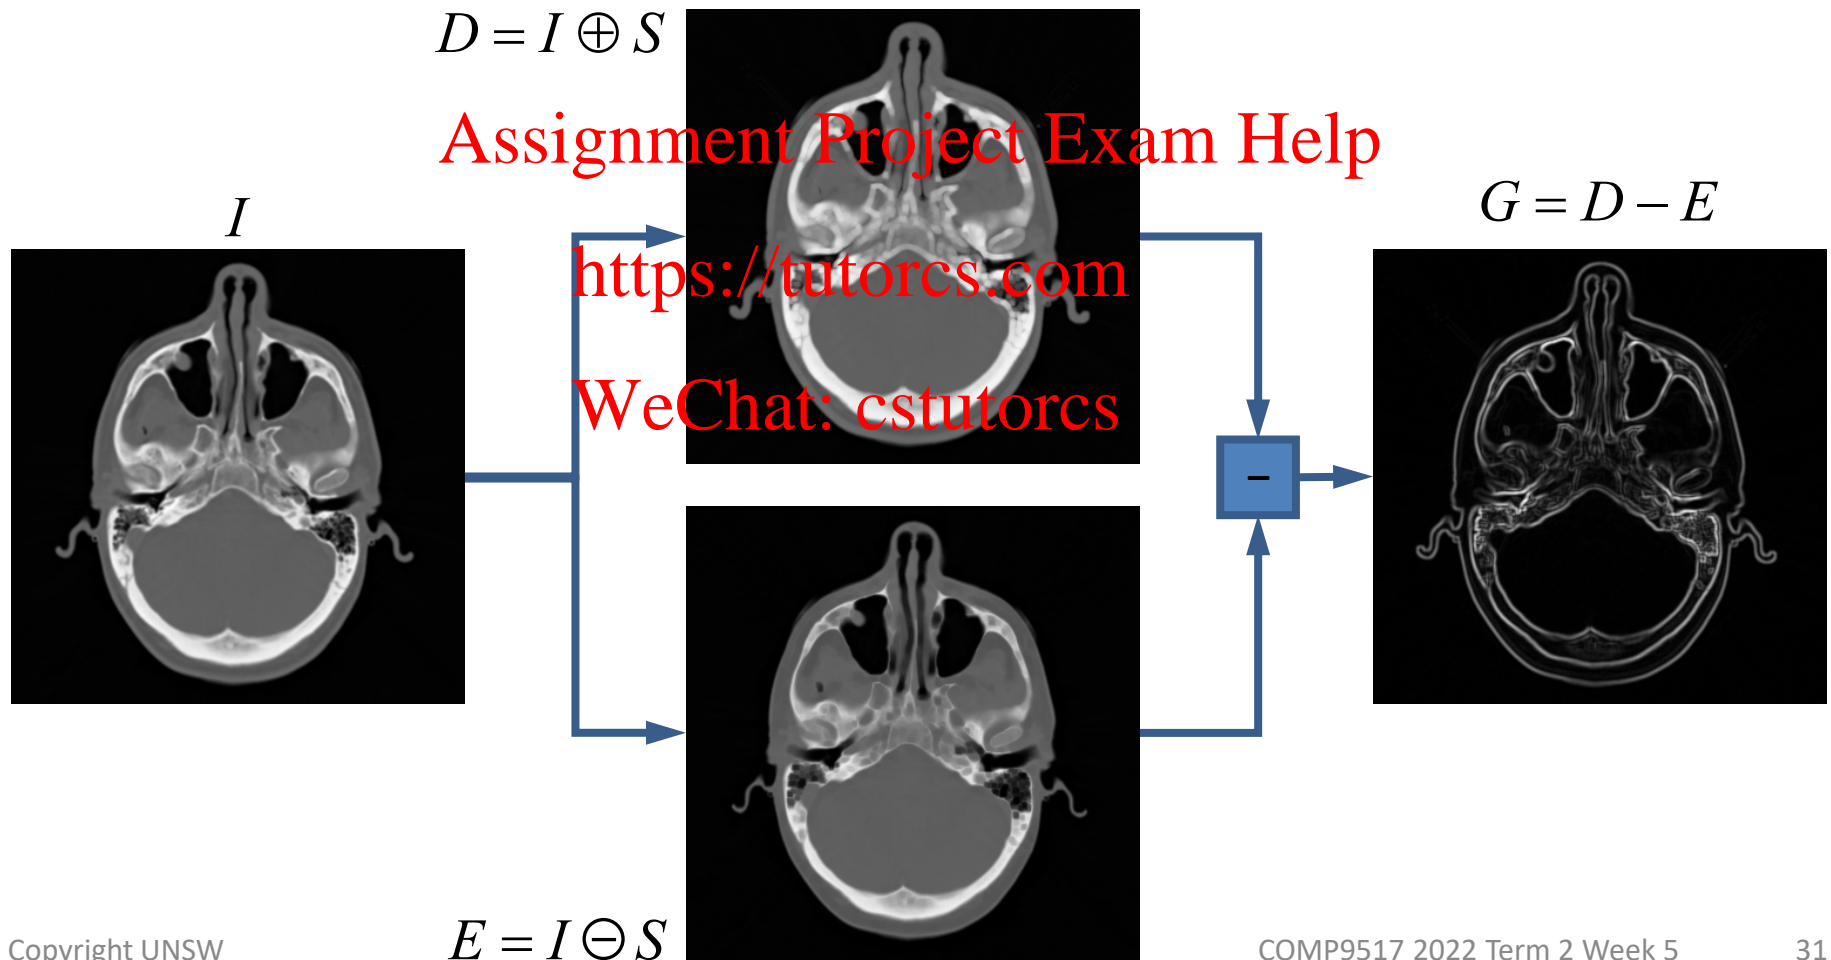 D = I ⊕ S
Assignment Project Exam Help
I
G = D − E
https://tutorcs.com
WeChat: cstutorcs
−
E = I ⊖ S
Copyright UNSW
COMP9517 2022 Term 2 Week 5
31